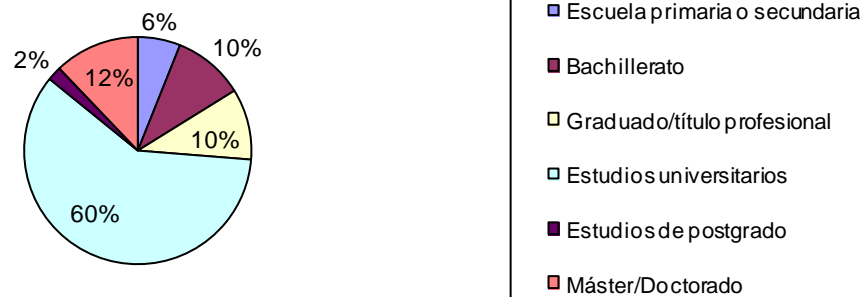 6%
10%
2%
12%
10%
60%
Escuela primaria o secundaria
Bachillerato
Graduado/título profesional
Estudios universitarios
Estudios de postgrado
Máster/Doctorado